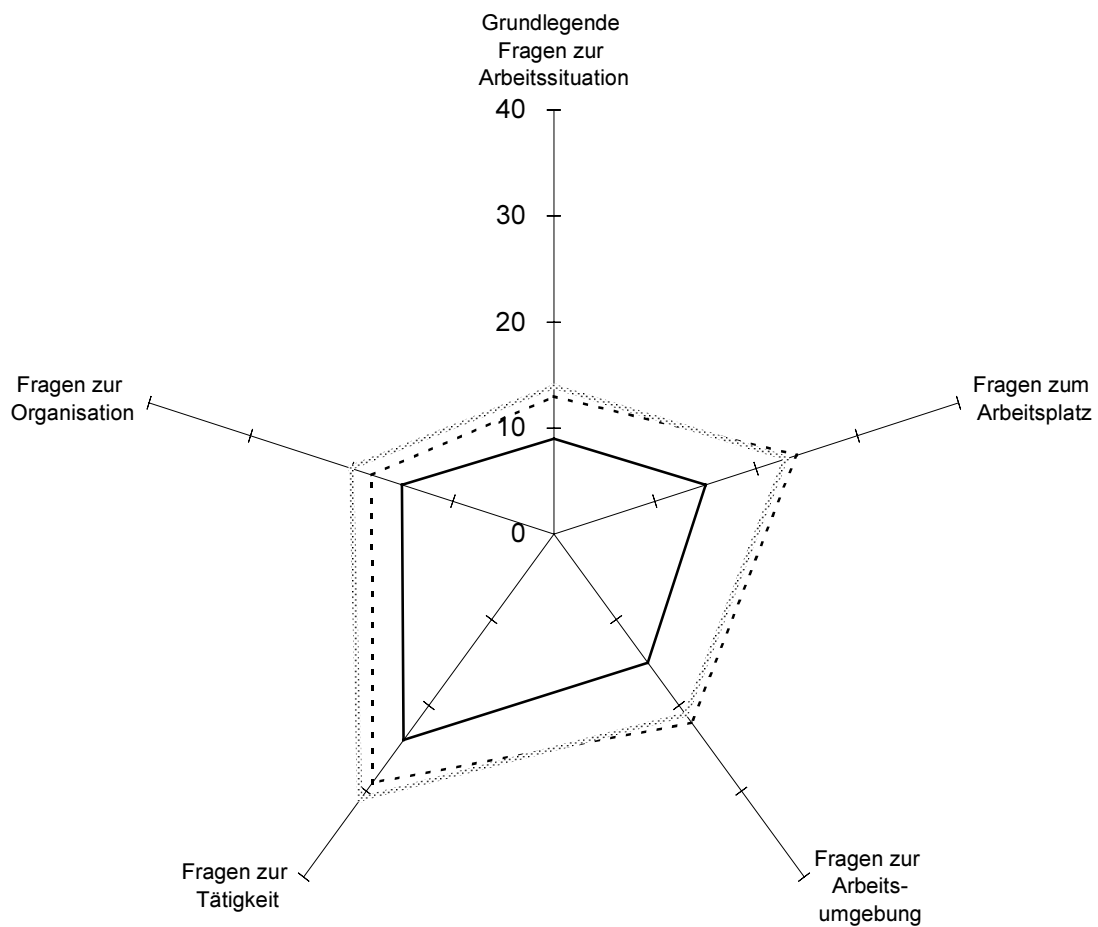 Grundlegende
Fragen zur
Arbeitssituation
40
30
20
10
0
Fragen zum
Arbeitsplatz
Fragen zur
Arbeits-
umgebung
Fragen zur
Tätigkeit
Fragen zur
Organisation